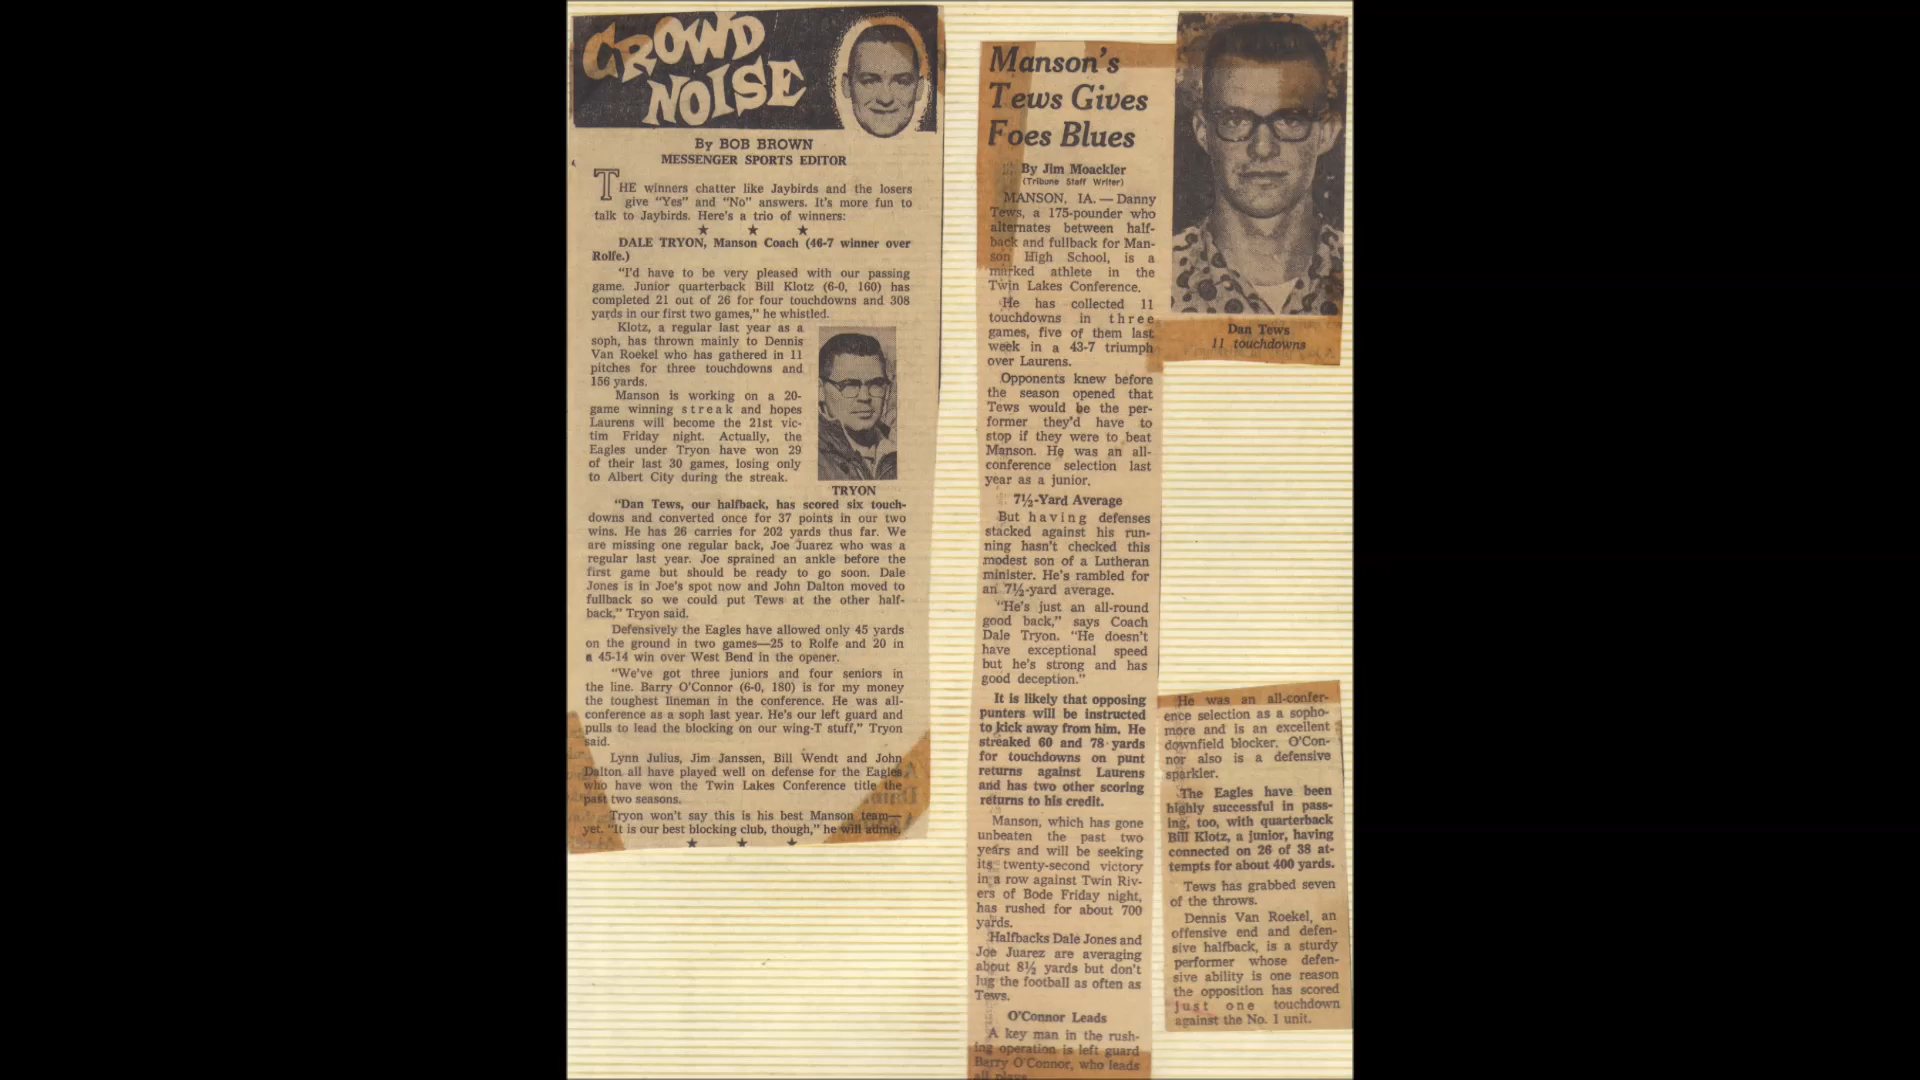 CROWD
NOISE
By BOB BROWN
MESSENGER SPORTS EDITOR
THE winners chatter like Jaybirds and the losers
give "Yes" and "No" answers. It's more fun to
talk to Jaybirds. Here's a trio of winners:
★ ★ ★
DALE TRYON, Manson Coach (46-7 winner over
Rolfe.)
"I'd have to be very pleased with our passing
game. Junior quarterback Bill Klotz (6-0, 160) has
completed 21 out of 26 for four touchdowns and 308
yards in our first two games," he whistled.
Klotz, a regular last year as a
soph, has thrown mainly to Dennis
Van Roekel who has gathered in 11
pitches for three touchdowns and
156 yards.
Manson is working on a 20-
game winning streak and hopes
Laurens will become the 21st vic-
tim Friday night. Actually, the
Eagles under Tryon have won 29
of their last 30 games, losing only
to Albert City during the streak.
TRYON
"Dan Tews, our halfback, has scored six touch-
downs and converted once for 37 points in our two
wins. He has 26 carries for 202 yards thus far. We
are missing one regular back, Joe Juarez who was a
regular last year. Joe sprained an ankle before the
first game but should be ready to go soon. Dale
Jones is in Joe's spot now and John Dalton moved to
fullback so we could put Tews at the other half-
back," Tryon said.
Defensively the Eagles have allowed only 45 yards
on the ground in two games—25 to Rolfe and 20 in
a 45-14 win over West Bend in the opener.
"We've got three juniors and four seniors in
the line. Barry O'Connor (6-0, 180) is for my money
the toughest lineman in the conference. He was all-
conference as a soph last year. He's our left guard and
pulls to lead the blocking on our wing-T stuff," Tryon
said.
Lynn Julius, Jim Janssen, Bill Wendt and John
Dalton all have played well on defense for the Eagles
who have won the Twin Lakes Conference title the
past two seasons.
Tryon won't say this is his best Manson team—
yet. "It is our best blocking club, though," he will admit.
★ ★ ★
Manson's
Tews Gives
Foes Blues
By Jim Moackler
(Tribune Staff Writer)
MANSON, IA. — Danny
Tews, a 175-pounder who
alternates between half-
back and fullback for Man-
son High School, is a
marked athlete in the
Twin Lakes Conference.
He has collected 11
touchdowns in three
games, five of them last
week in a 43-7 triumph
over Laurens.
Opponents knew before
the season opened that
Tews would be the per-
former they'd have to
stop if they were to beat
Manson. He was an all-
conference selection last
year as a junior.
7½-Yard Average
But having defenses
stacked against his run-
ning hasn't checked this
modest son of a Lutheran
minister. He's rambled for
an 7½-yard average.
"He's just an all-round
good back," says Coach
Dale Tryon. "He doesn't
have exceptional speed
but he's strong and has
good deception."
It is likely that opposing
punters will be instructed
to kick away from him. He
streaked 60 and 78 yards
for touchdowns on punt
returns against Laurens
and has two other scoring
returns to his credit.
Manson, which has gone
unbeaten the past two
years and will be seeking
its twenty-second victory
in a row against Twin Riv-
ers of Bode Friday night,
has rushed for about 700
yards.
Halfbacks Dale Jones and
Joe Juarez are averaging
about 8½ yards but don't
lug the football as often as
Tews.
O'Connor Leads
A key man in the rush-
ing operation is left guard
Barry O'Connor, who leads
all plays.
Dan Tews
11 touchdowns
He was an all-confer-
ence selection as a sopho-
more and is an excellent
downfield blocker. O'Con-
nor also is a defensive
sparkler.
The Eagles have been
highly successful in pass-
ing, too, with quarterback
Bill Klotz, a junior, having
connected on 26 of 38 at-
tempts for about 400 yards.
Tews has grabbed seven
of the throws.
Dennis Van Roekel, an
offensive end and defen-
sive halfback, is a sturdy
performer whose defen-
sive ability is one reason
the opposition has scored
just one touchdown
against the No. 1 unit.